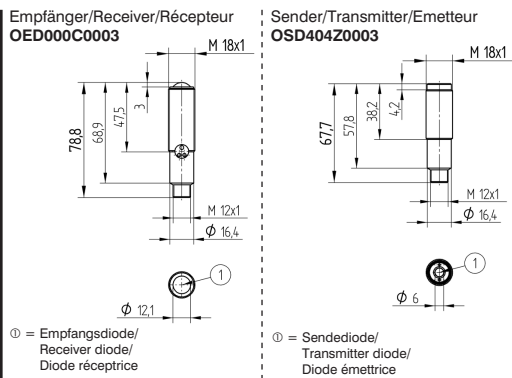 Empfänger/Receiver/Récepteur
OED000C0003
M 18x1
78,8
68,9
47,5
3
M 12x1
ϕ 16,4
1
ϕ 12,1
① = Empfangsdiode/
Receiver diode/
Diode réceptrice
Sender/Transmitter/Emetteur
OSD404Z0003
M 18x1
67,7
57,8
38,2
4,2
M 12x1
ϕ 16,4
1
ϕ 6
① = Sendediode/
Transmitter diode/
Diode émettrice